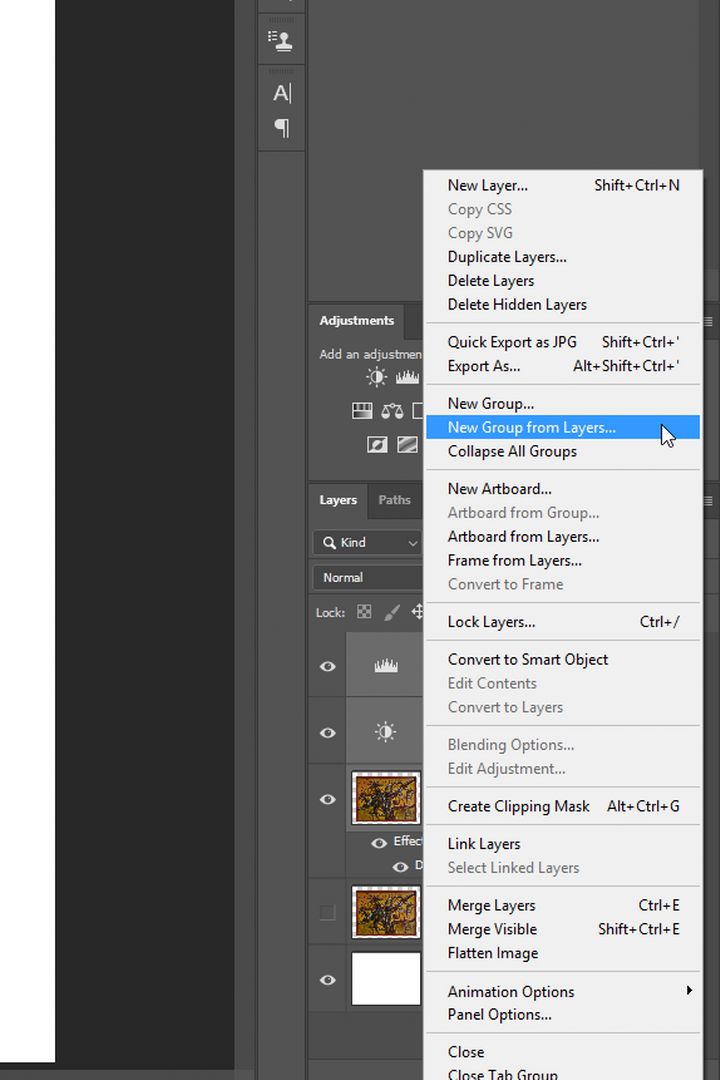 A|
¶
New Layer... Shift+Ctrl+N
Copy CSS
Copy SVG
Duplicate Layers...
Delete Layers
Delete Hidden Layers
Adjustments
Add an adjustmen
Quick Export as JPG Shift+Ctrl+'
Export As... Alt+Shift+Ctrl+'
New Group...
New Group from Layers...
Collapse All Groups
Layers Paths
New Artboard...
Artboard from Group...
Artboard from Layers...
Frame from Layers...
Convert to Frame
Kind
Normal
Lock:
Lock Layers... Ctrl+/
Convert to Smart Object
Edit Contents
Convert to Layers
Blending Options...
Edit Adjustment...
Create Clipping Mask Alt+Ctrl+G
Effec
D
Link Layers
Select Linked Layers
Merge Layers Ctrl+E
Merge Visible Shift+Ctrl+E
Flatten Image
Animation Options
Panel Options...
Close
Close Tab Group